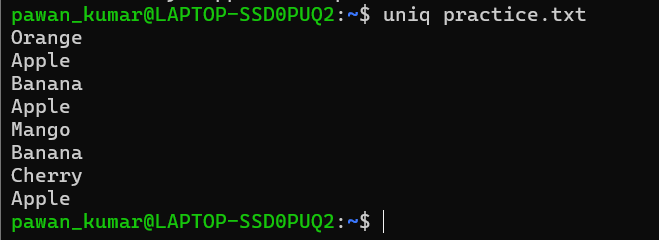 pawan_kumar@LAPTOP-SSD0PUQ2:~$ uniq practice.txt
Orange
Apple
Banana
Apple
Mango
Banana
Cherry
Apple
pawan_kumar@LAPTOP-SSD0PUQ2:~$